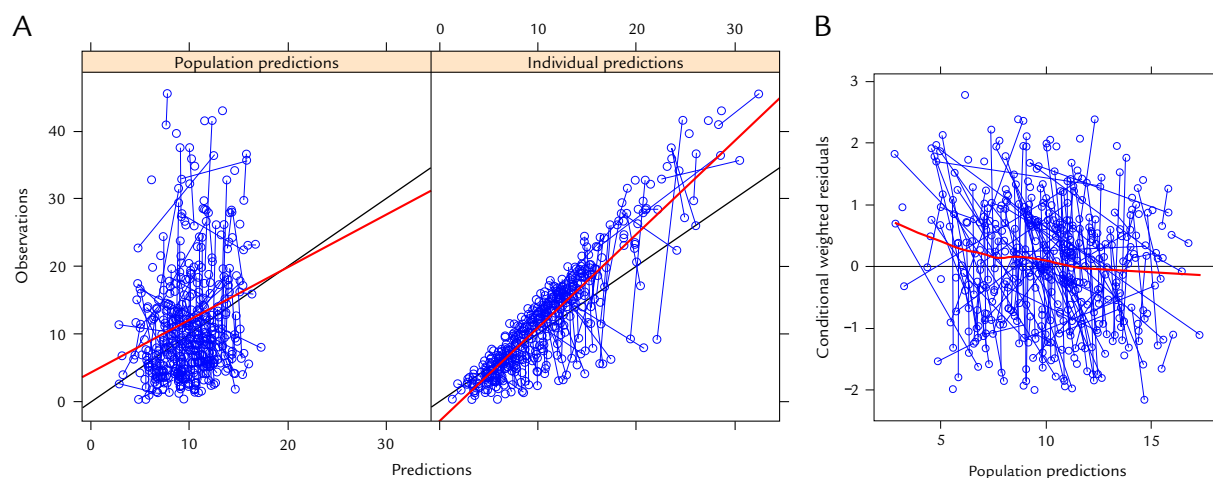 A
0 10 20 30
Population predictions
Individual predictions
Observations
40
30
20
10
0
0 10 20 30
Predictions
B
Conditional weighted residuals
3
2
1
0
−1
−2
5 10 15
Population predictions